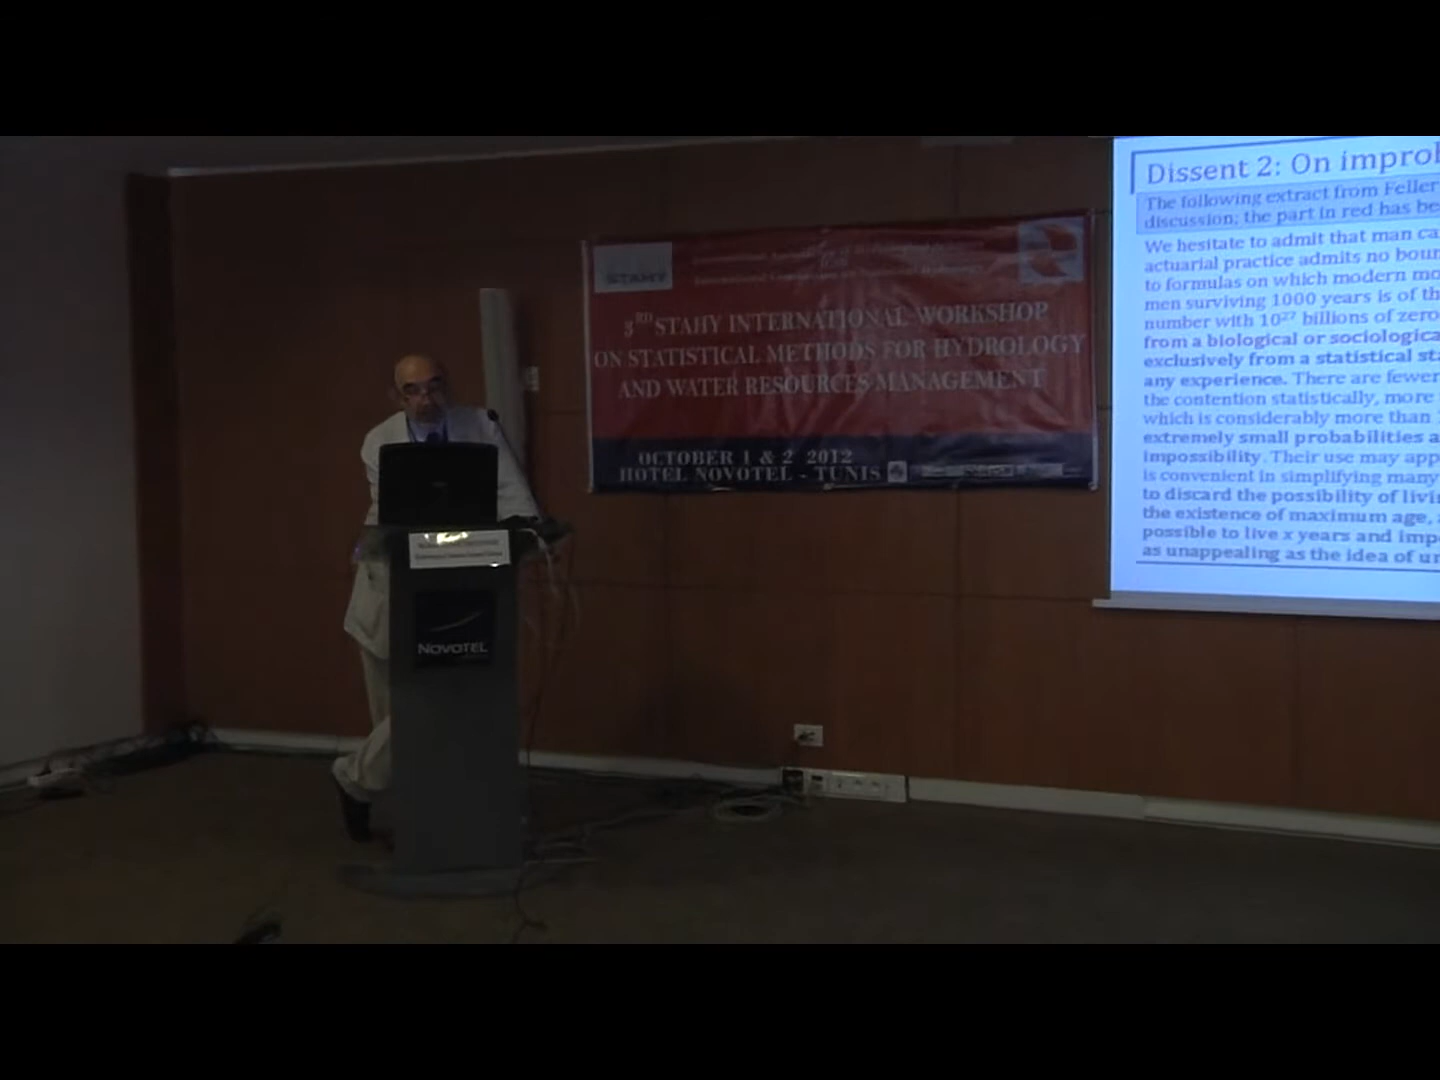 STAHY
3RD STAHY INTERNATIONAL WORKSHOP
ON STATISTICAL METHODS FOR HYDROLOGY
AND WATER RESOURCES MANAGEMENT
OCTOBER 1 & 2 2012
HOTEL NOVOTEL - TUNIS
NOVOTEL
Dissent 2: On improb
The following extract from Feller
discussion; the part in red has be
We hesitate to admit that man ca
actuarial practice admits no boun
to formulas on which modern mo
men surviving 1000 years is of th
number with 10²⁷ billions of zero
from a biological or sociologica
exclusively from a statistical sta
any experience. There are fewer
the contention statistically, more
which is considerably more than
extremely small probabilities a
impossibility. Their use may app
is convenient in simplifying many
to discard the possibility of livi
the existence of maximum age,
possible to live x years and imp
as unappealing as the idea of un